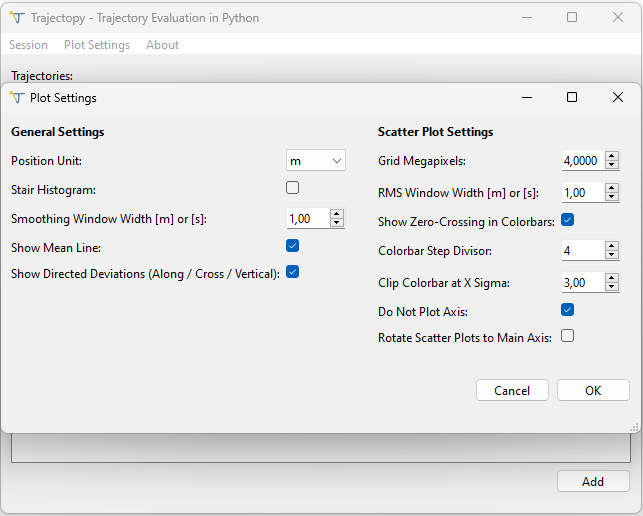 Trajectopy - Trajectory Evaluation in Python
Session Plot Settings About
Trajectories:
Plot Settings
General Settings
Position Unit: m
Stair Histogram:
Smoothing Window Width [m] or [s]: 1,00
Show Mean Line:
Show Directed Deviations (Along / Cross / Vertical):
Scatter Plot Settings
Grid Megapixels: 4,0000
RMS Window Width [m] or [s]: 1,00
Show Zero-Crossing in Colorbars:
Colorbar Step Divisor: 4
Clip Colorbar at X Sigma: 3,00
Do Not Plot Axis:
Rotate Scatter Plots to Main Axis:
Cancel OK
Add